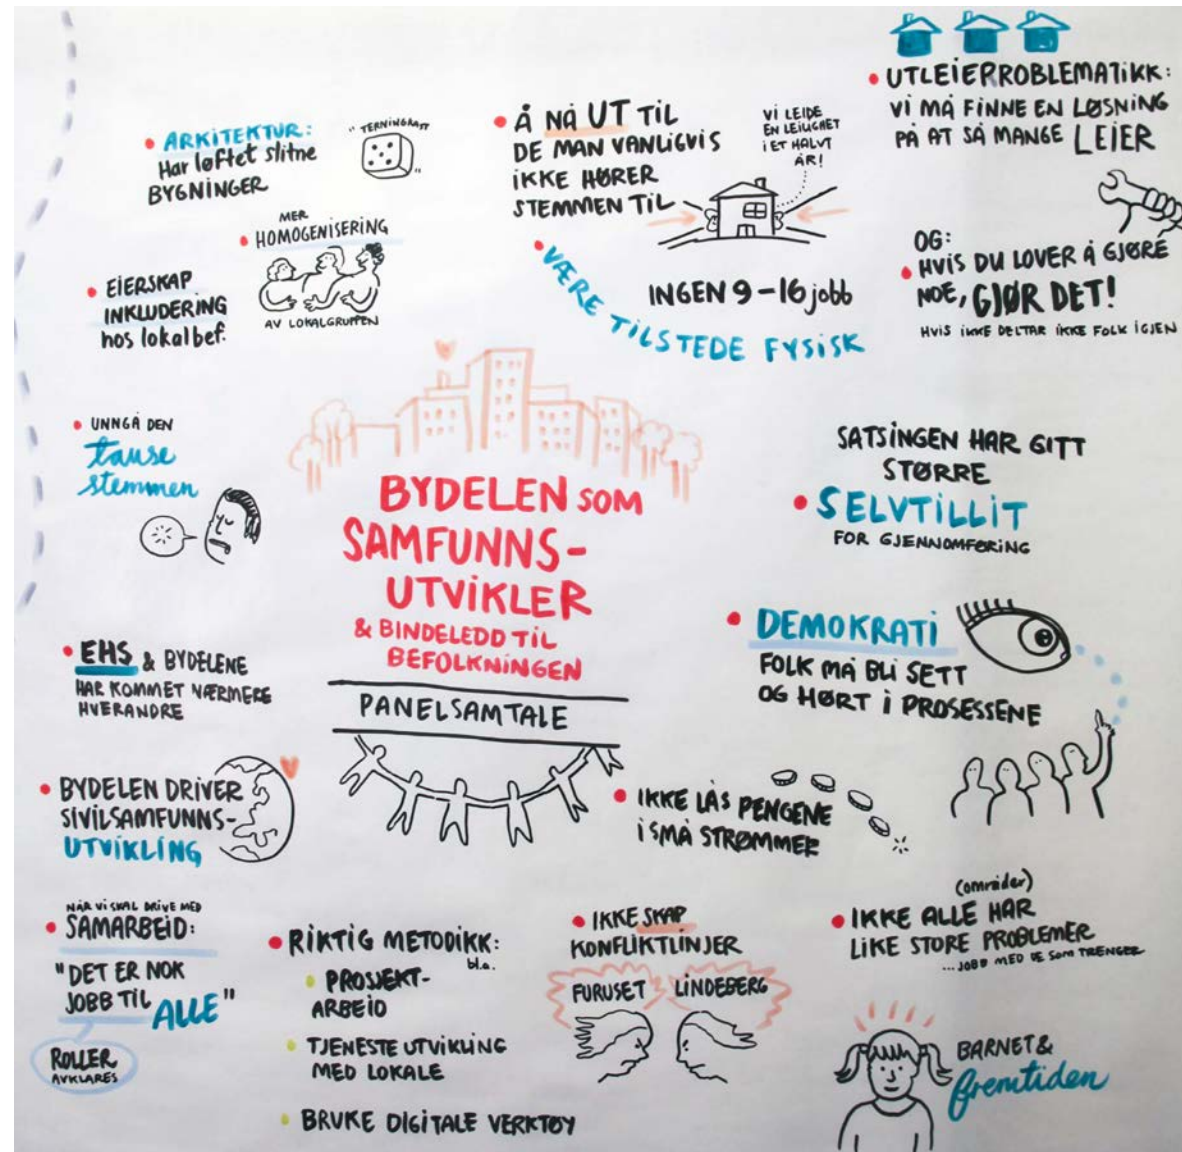 • ARKITEKTUR:
Har løftet slitne
BYGNINGER
"TERNINGKAST
"
MER
• HOMOGENISERING
AV LOKALGRUPPEN
• EIERSKAP
INKLUDERING
hos lokalbef.
• Å NÅ UT TIL
DE MAN VANLIGVIS
IKKE HØRER
STEMMEN TIL
VI LEIDE
EN LEILIGHET
I ET HALVT
ÅR!
• VÆRE TILSTEDE FYSISK
INGEN 9-16 jobb
• UTLEIEPROBLEMATIKK:
VI MÅ FINNE EN LØSNING
PÅ AT SÅ MANGE LEIER
OG:
• HVIS DU LOVER Å GJØRE
NOE, GJØR DET!
HVIS IKKE DELTAR IKKE FOLK IGJEN
• UNNGÅ DEN
tause
stemmen
BYDELEN SOM
SAMFUNNS-
UTVIKLER
& BINDELEDD TIL
BEFOLKNINGEN
PANELSAMTALE
SATSINGEN HAR GITT
STØRRE
• SELVTILLIT
FOR GJENNOMFØRING
• DEMOKRATI
FOLK MÅ BLI SETT
OG HØRT I PROSESSENE
• EHS & BYDELENE
HAR KOMMET NÆRMERE
HVERANDRE
• BYDELEN DRIVER
SIVILSAMFUNNS-
UTVIKLING
• IKKE LÅS PENGENE
I SMÅ STRØMMER
NÅR VI SKAL DRIVE MED
• SAMARBEID:
"DET ER NOK
JOBB TIL ALLE"
ROLLER
AVKLARES
• RIKTIG METODIKK:
bl.a.
• PROSJEKT-
ARBEID
• TJENESTE UTVIKLING
MED LOKALE
• BRUKE DIGITALE VERKTØY
• IKKE SKAP
KONFLIKTLINJER
FURUSET
LINDEBERG
(områder)
• IKKE ALLE HAR
LIKE STORE PROBLEMER
...JOBB MED DE SOM TRENGER
BARNET &
fremtiden